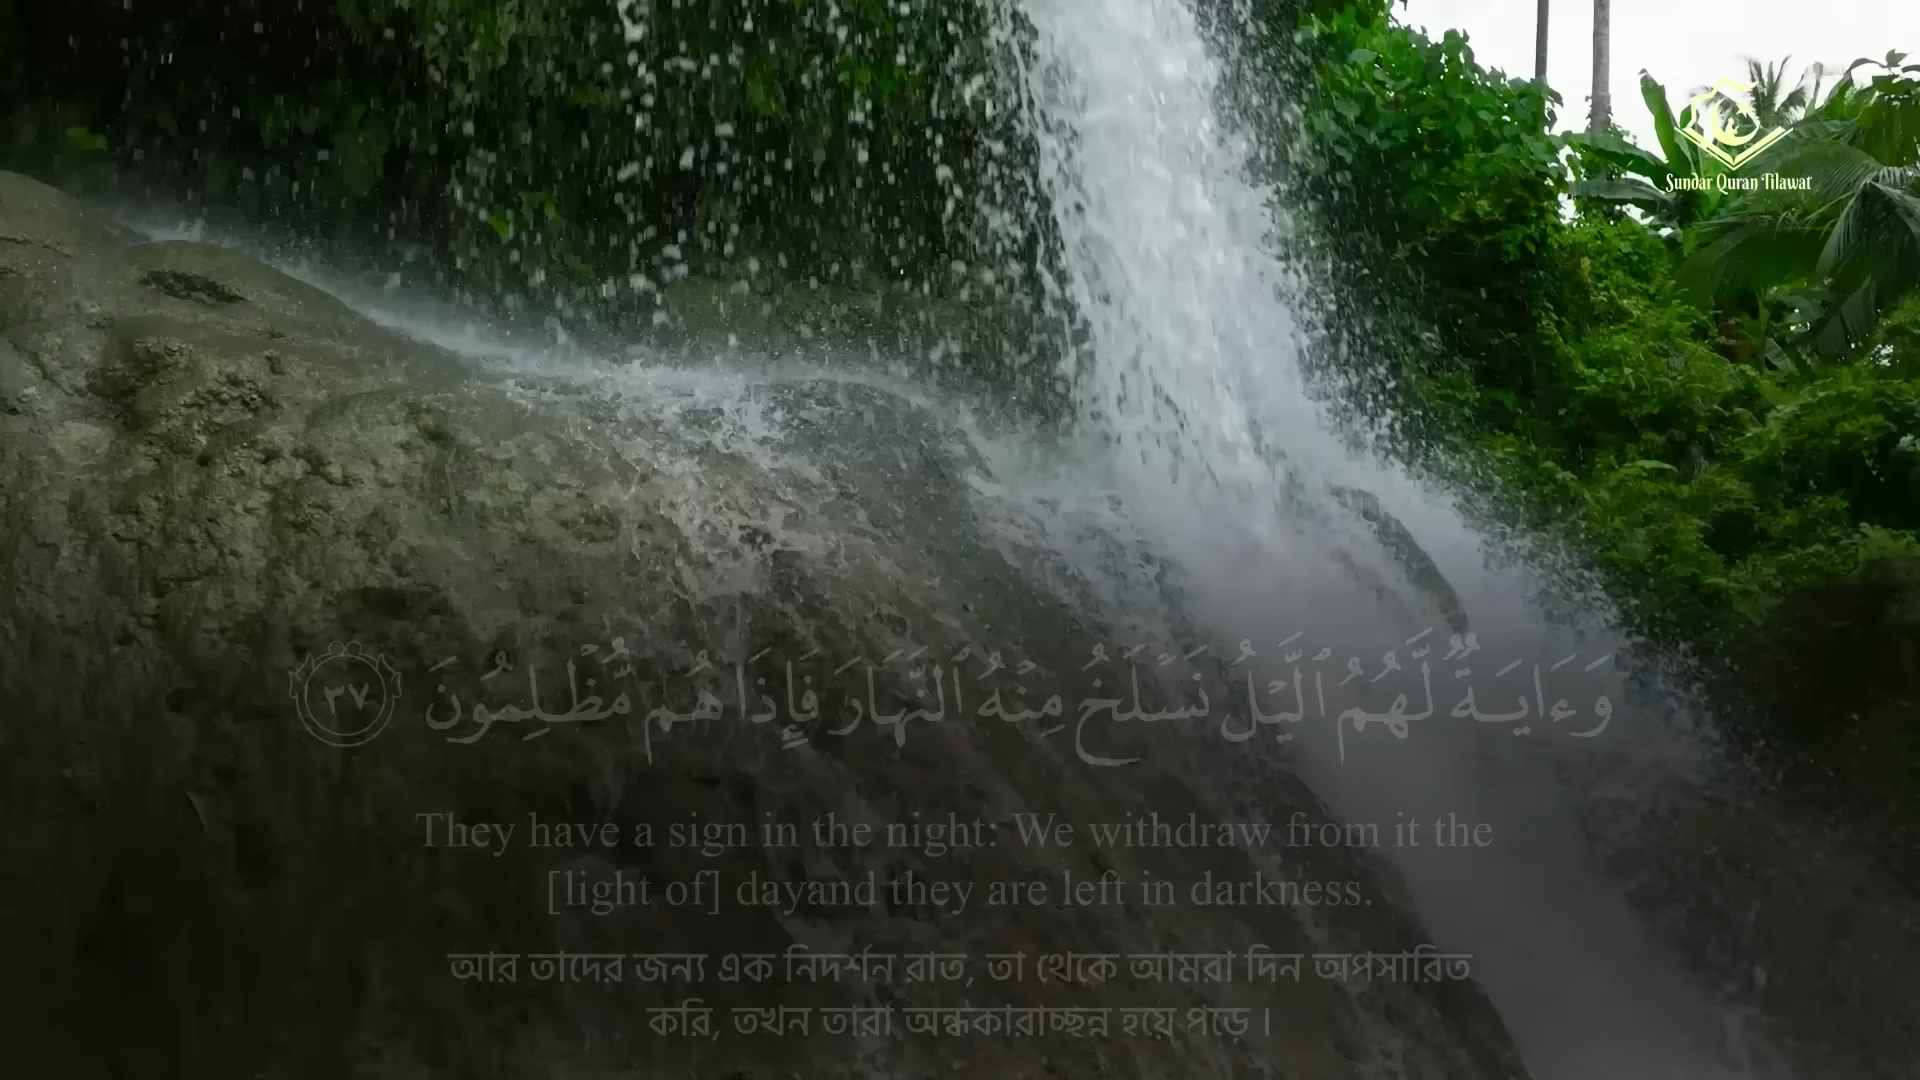 Sundar Quran Tilawat
وَءَايَةٌ لَّهُمُ ٱلَّيْلُ نَسْلَخُ مِنْهُ ٱلنَّهَارَ فَإِذَا هُم مُّظْلِمُونَ ٣٧
They have a sign in the night: We withdraw from it the
[light of] dayand they are left in darkness.
আর তাদের জন্য এক নিদর্শন রাত, তা থেকে আমরা দিন অপসারিত
করি, তখন তারা অন্ধকারাচ্ছন্ন হয়ে পড়ে।